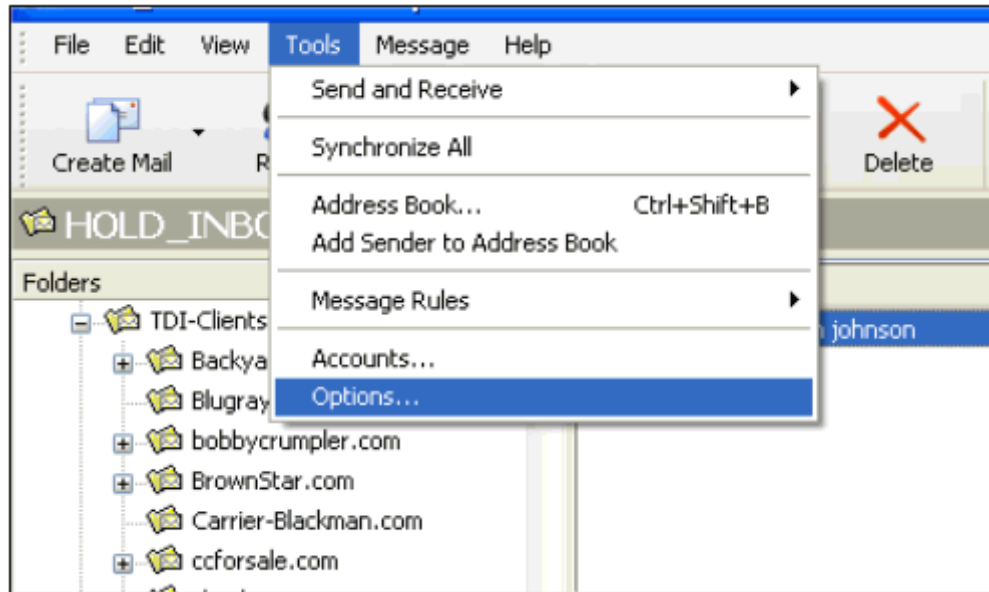 File Edit View Tools Message Help
Send and Receive
Synchronize All
Address Book... Ctrl+Shift+B
Add Sender to Address Book
Message Rules
Accounts...
Options...
Create Mail
Delete
HOLD_INBO
Folders
TDI-Clients
Backya
Blugray
bobbycrumpler.com
BrownStar.com
Carrier-Blackman.com
ccforsale.com
johnson